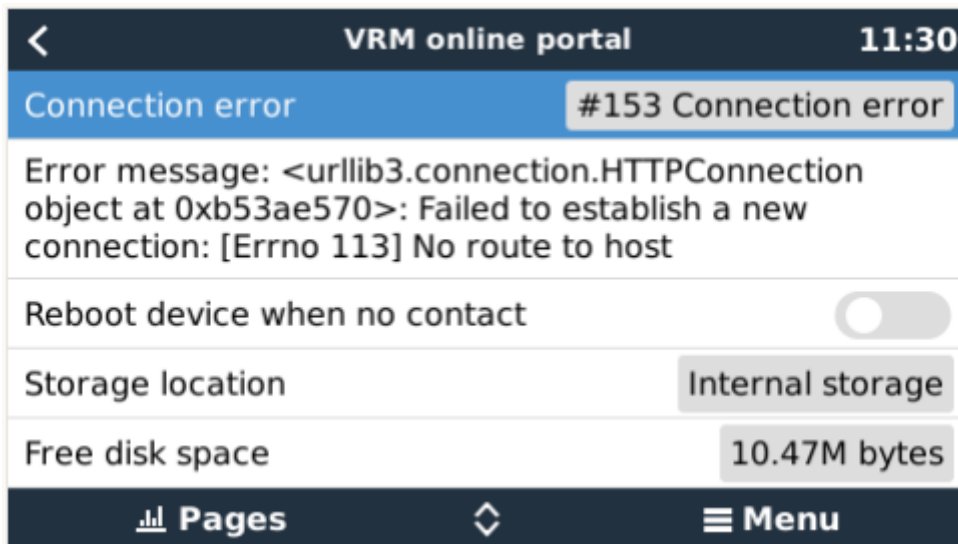 VRM online portal 11:30
Connection error #153 Connection error
Error message: <urllib3.connection.HTTPConnection
object at 0xb53ae570>: Failed to establish a new
connection: [Errno 113] No route to host
Reboot device when no contact
Storage location Internal storage
Free disk space 10.47M bytes
Pages Menu